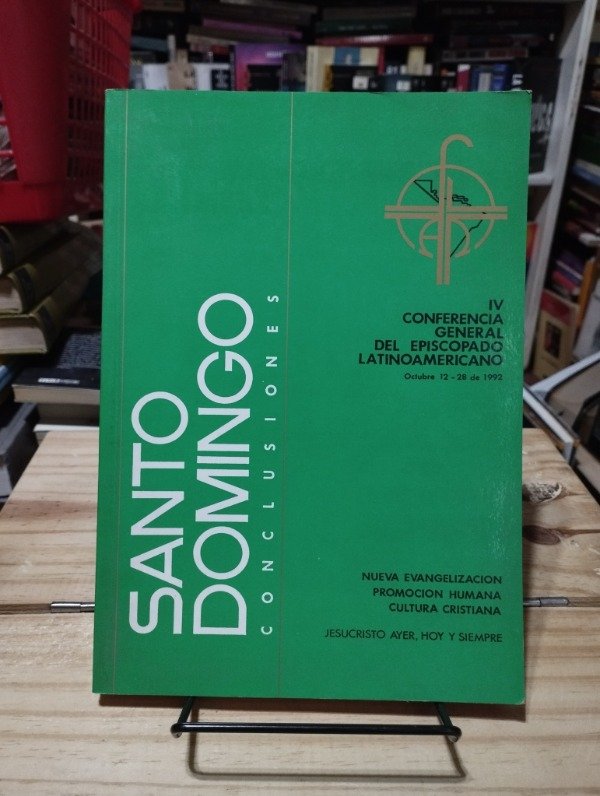 SANTO
DOMINGO
CONCLUSIONES
IV
CONFERENCIA
GENERAL
DEL EPISCOPADO
LATINOAMERICANO
Octubre 12 - 28 de 1992
NUEVA EVANGELIZACION
PROMOCION HUMANA
CULTURA CRISTIANA
JESUCRISTO AYER, HOY Y SIEMPRE